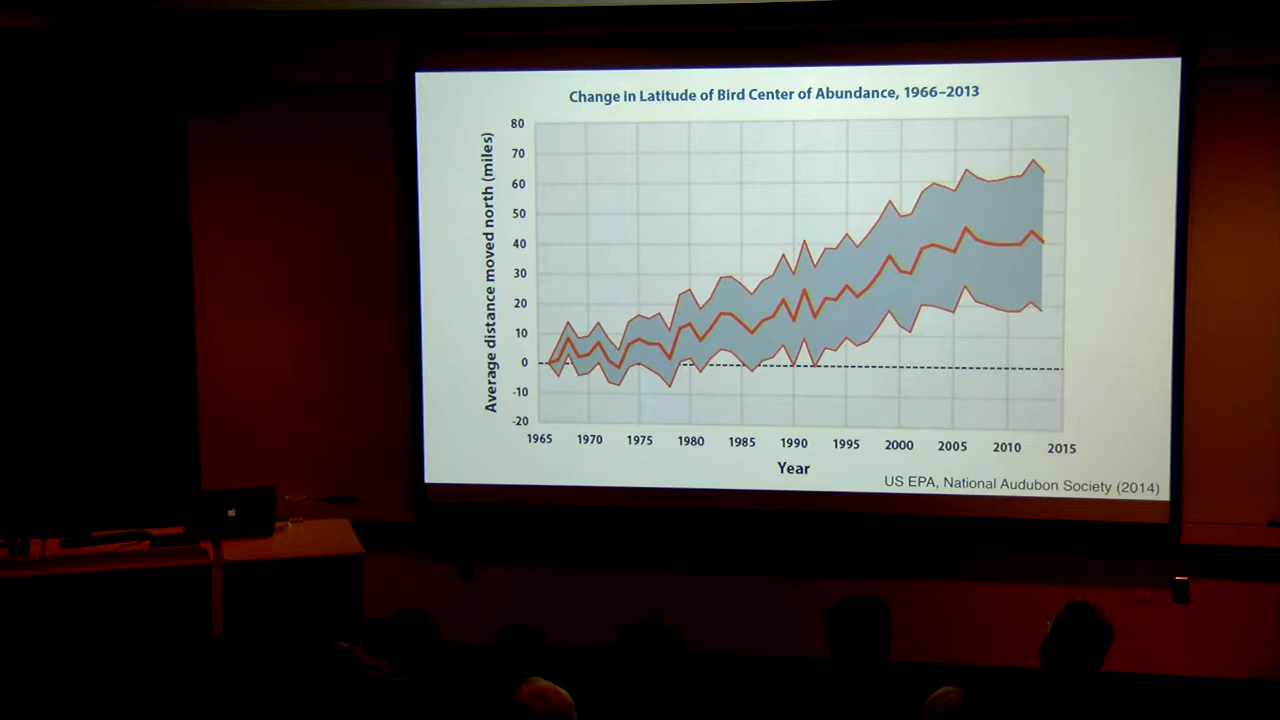 Change in Latitude of Bird Center of Abundance, 1966–2013
Average distance moved north (miles)
80
70
60
50
40
30
20
10
0
-10
-20
1965 1970 1975 1980 1985 1990 1995 2000 2005 2010 2015
Year
US EPA, National Audubon Society (2014)